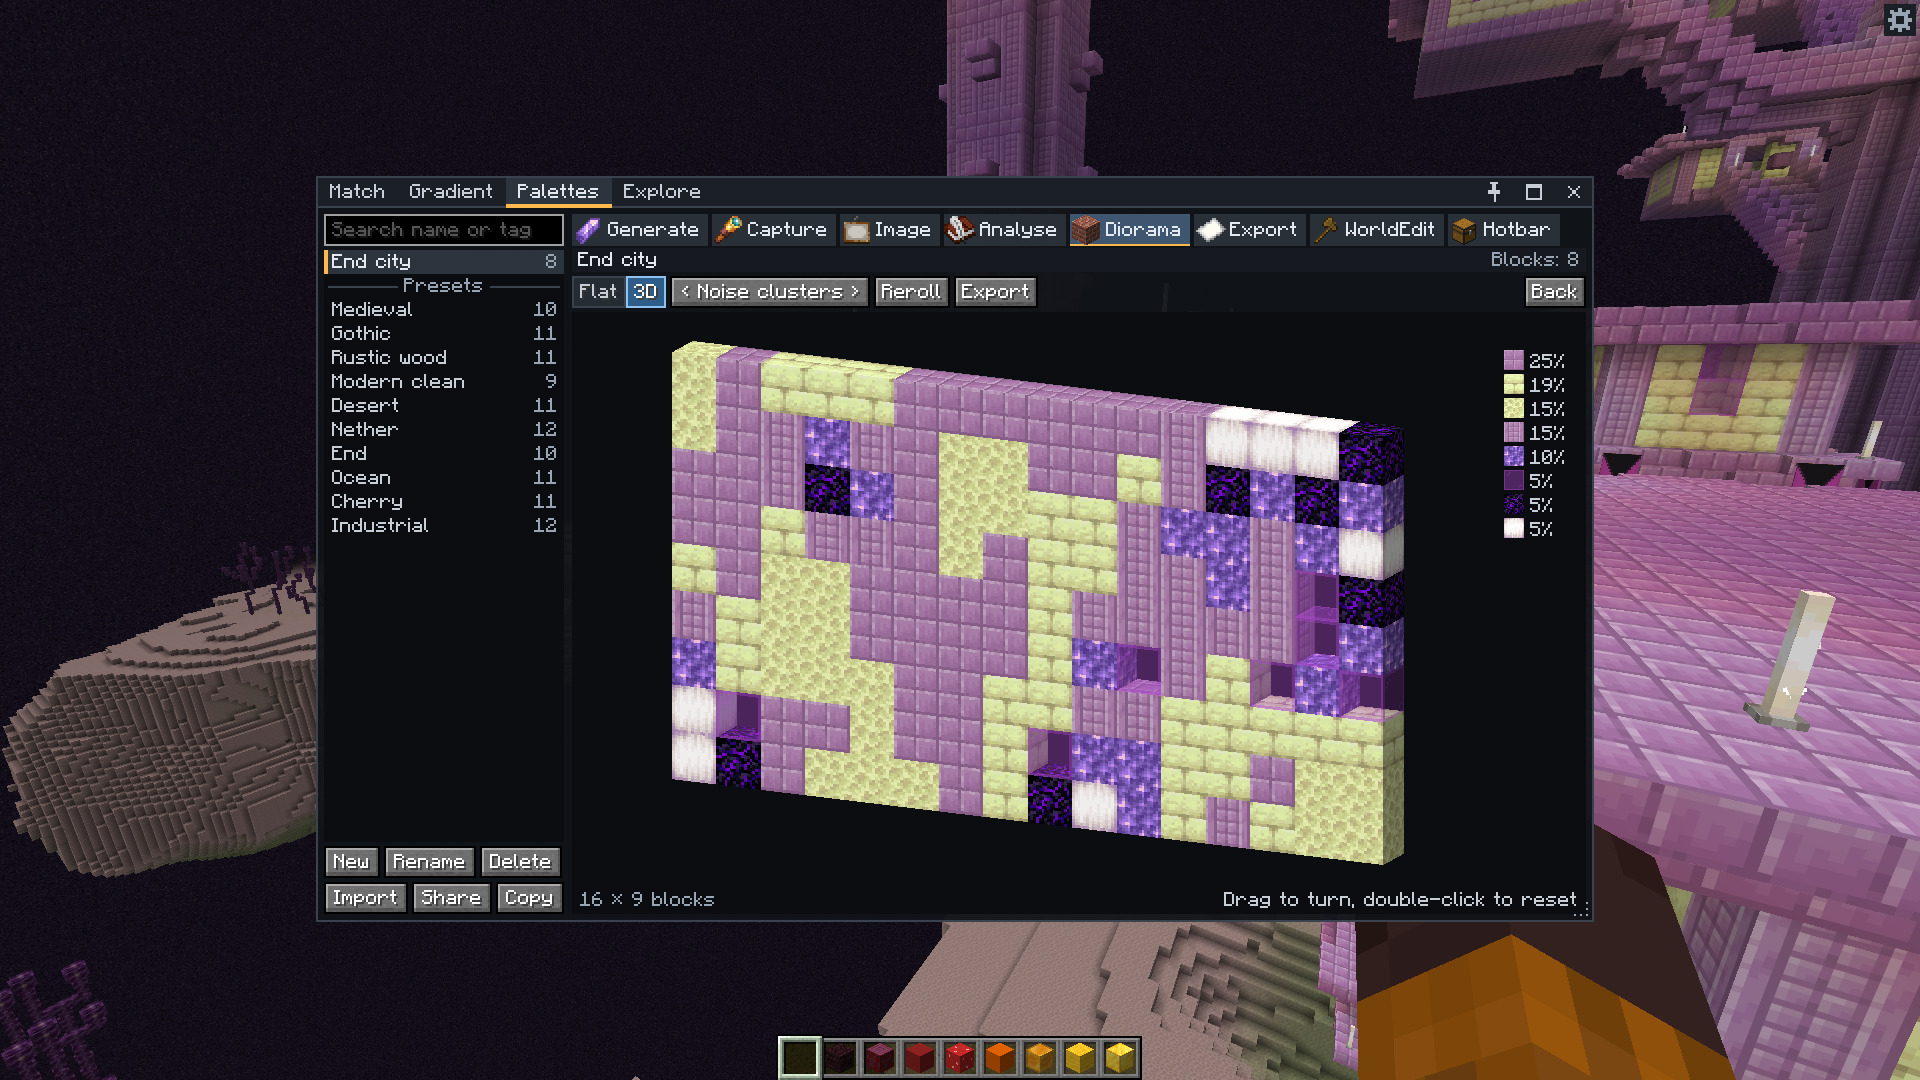 Match Gradient Palettes Explore
Search name or tag
Generate Capture Image Analyse Diorama Export WorldEdit Hotbar
End city 8
End city Blocks: 8
Presets
Flat 3D < Noise clusters > Reroll Export Back
Medieval 10
Gothic 11
Rustic wood 11
Modern clean 9
Desert 11
Nether 12
End 10
Ocean 11
Cherry 11
Industrial 12
25%
19%
15%
15%
10%
5%
5%
5%
New Rename Delete
Import Share Copy
16 × 9 blocks
Drag to turn, double-click to reset